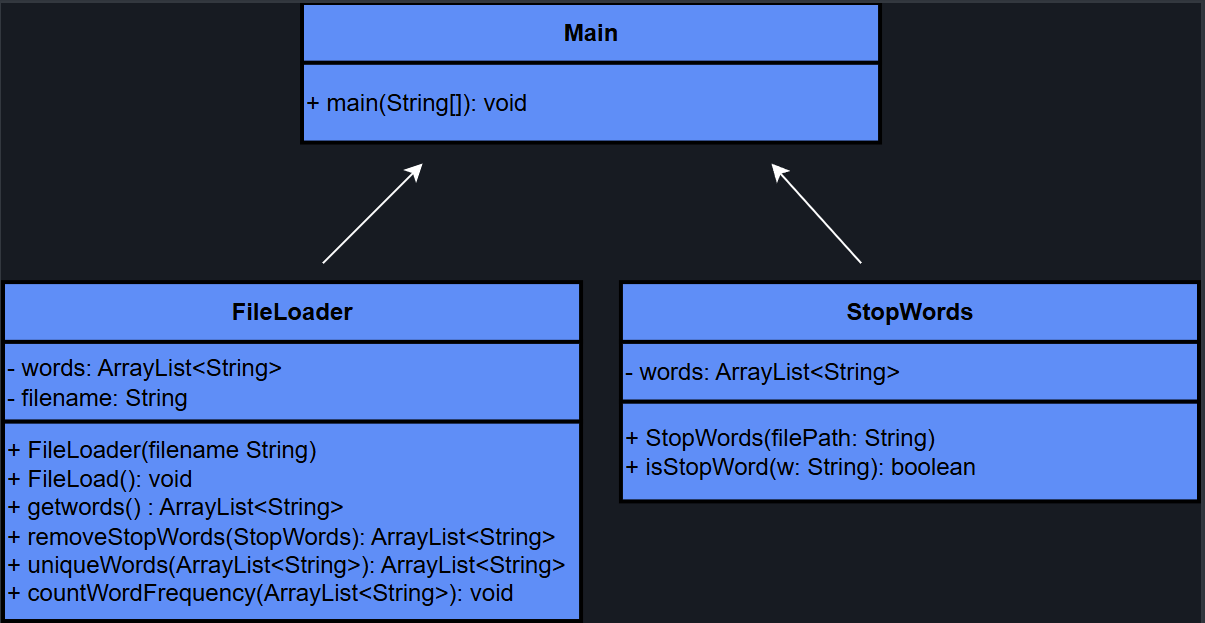 Main
+ main(String[]): void
FileLoader
- words: ArrayList<String>
- filename: String
+ FileLoader(filename String)
+ FileLoad(): void
+ getwords() : ArrayList<String>
+ removeStopWords(StopWords): ArrayList<String>
+ uniqueWords(ArrayList<String>): ArrayList<String>
+ countWordFrequency(ArrayList<String>): void
StopWords
- words: ArrayList<String>
+ StopWords(filePath: String)
+ isStopWord(w: String): boolean